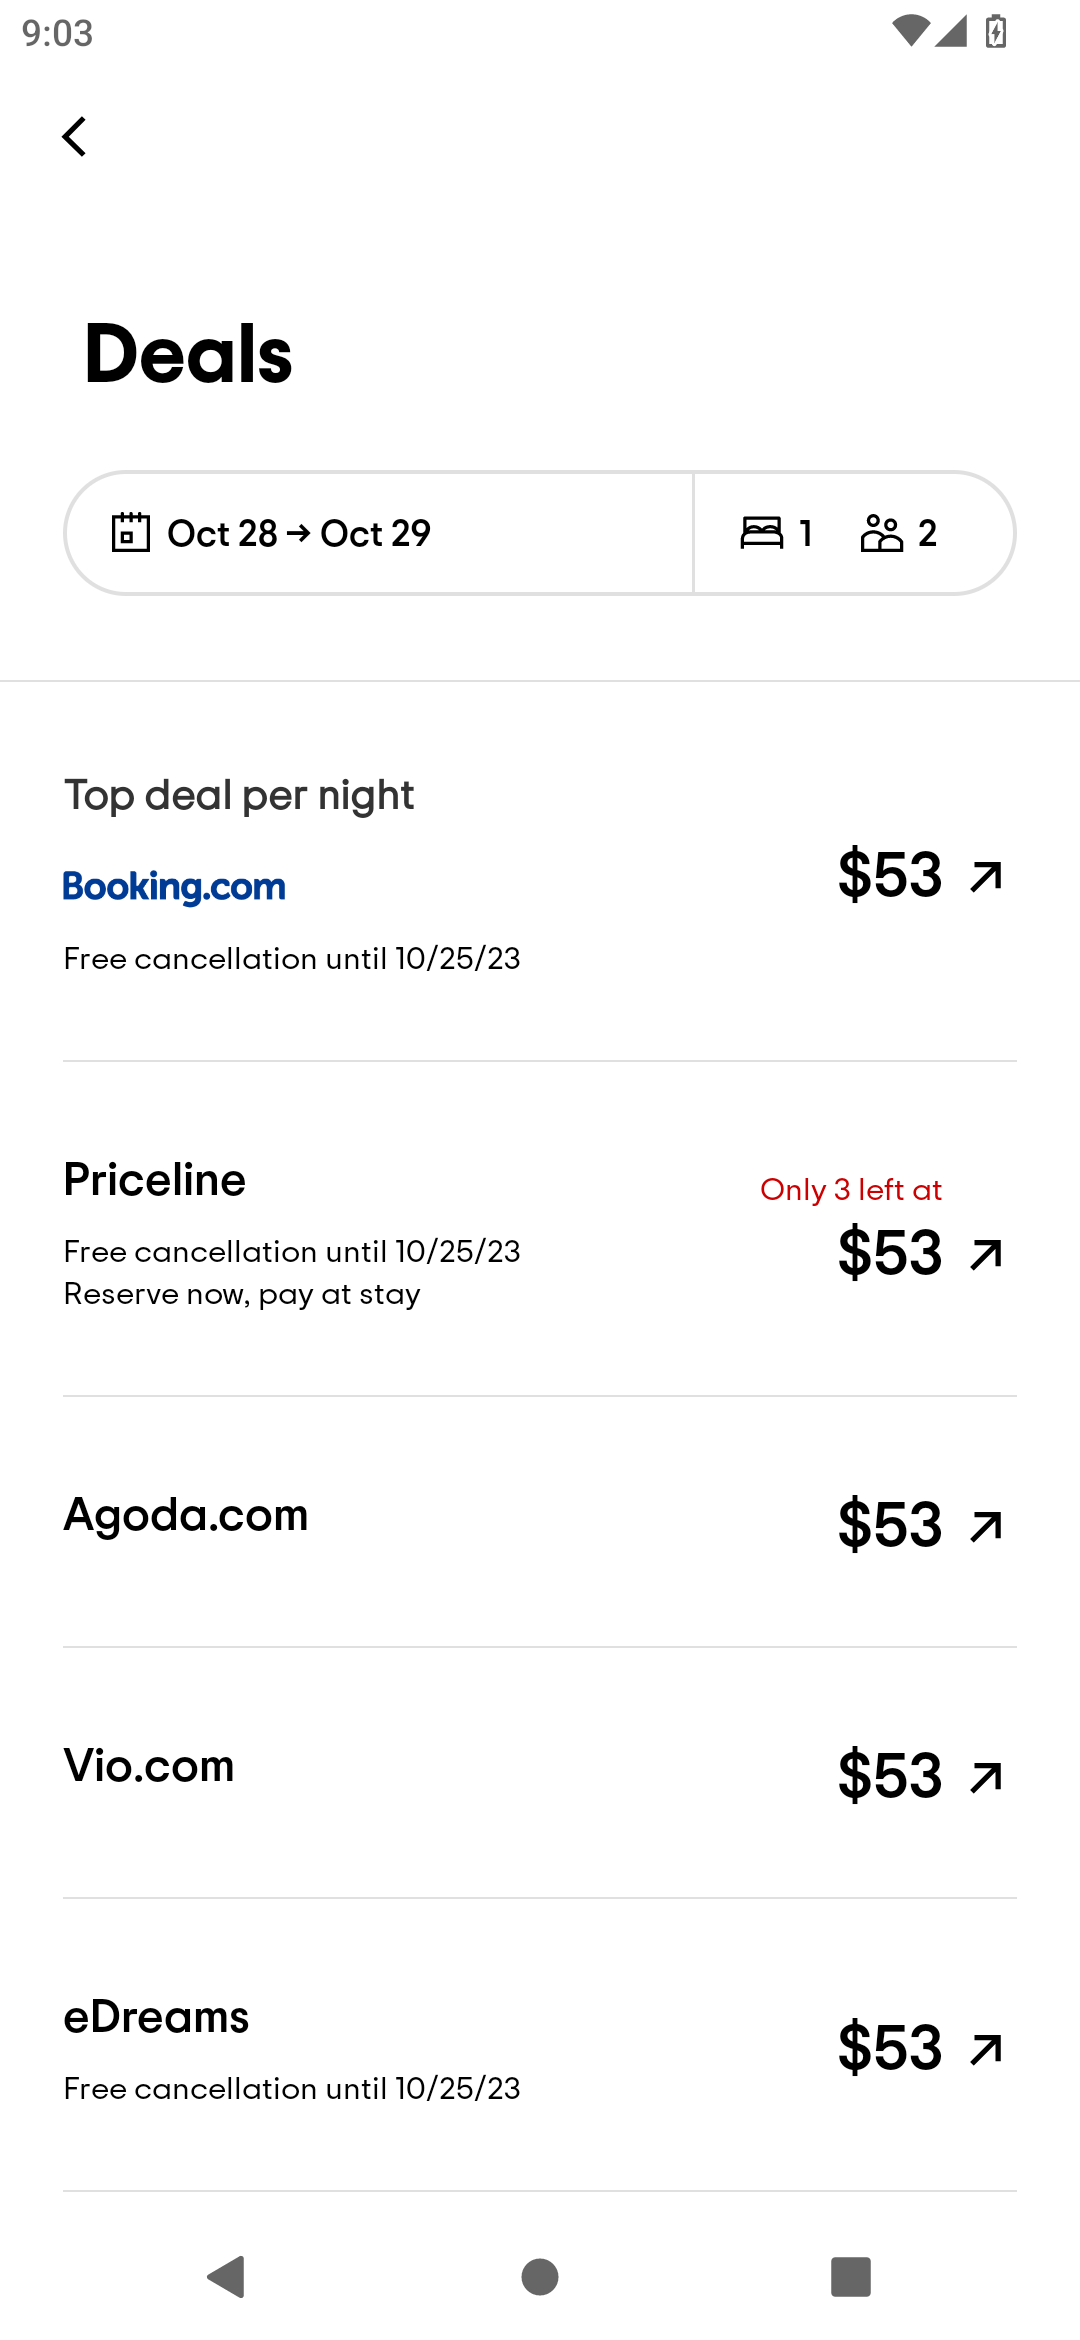 9:03
Deals
Oct 28 → Oct 29 1 2
Top deal per night
Booking.com
$53
Free cancellation until 10/25/23
Priceline
Only 3 left at
Free cancellation until 10/25/23
$53
Reserve now, pay at stay
Agoda.com
$53
Vio.com
$53
eDreams
$53
Free cancellation until 10/25/23